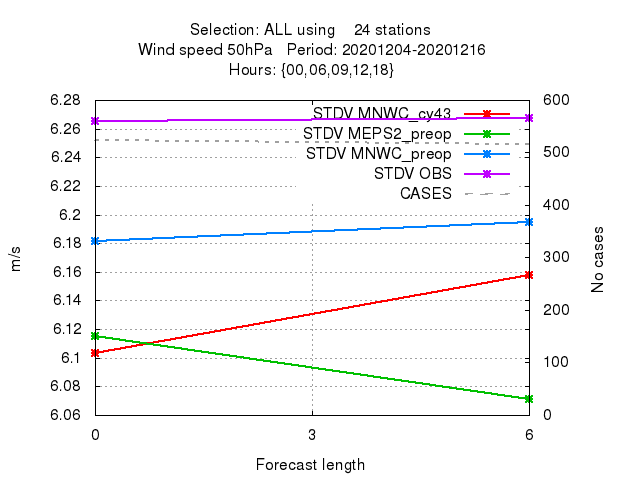 Selection: ALL using 24 stations
Wind speed 50hPa Period: 20201204-20201216
Hours: {00,06,09,12,18}
6.28
6.26
6.24
6.22
6.2
6.18
6.16
6.14
6.12
6.1
6.08
6.06
600
500
400
300
200
100
0
STDV MNWC_cy43
STDV MEPS2_preop
STDV MNWC_preop
STDV OBS
CASES
m/s
No cases
0 3 6
Forecast length